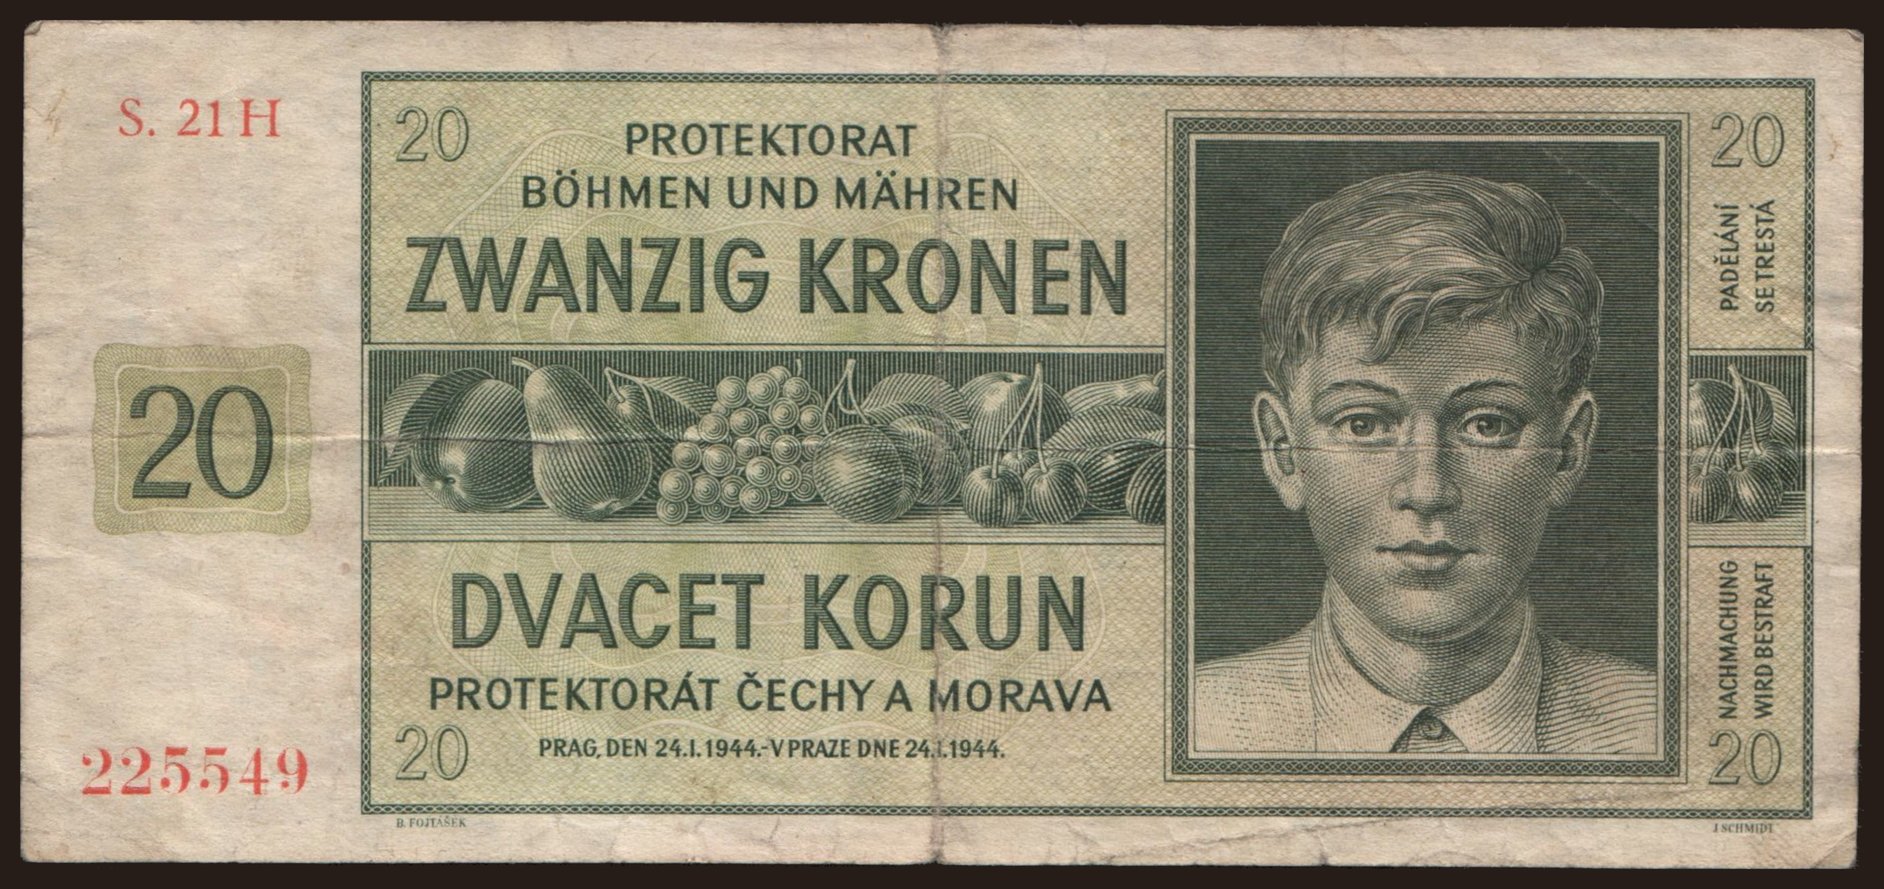 S. 21 H
20
20
PROTEKTORAT
BÖHMEN UND MÄHREN
ZWANZIG KRONEN
PADĚLÁNÍ
SE TRESTÁ
20
DVACET KORUN
PROTEKTORÁT ČECHY A MORAVA
NACHMACHUNG
WIRD BESTRAFT
20
20
PRAG, DEN 24.I.1944.-V PRAZE DNE 24.I.1944.
225549
B. FOJTÁŠEK
J SCHMIDT